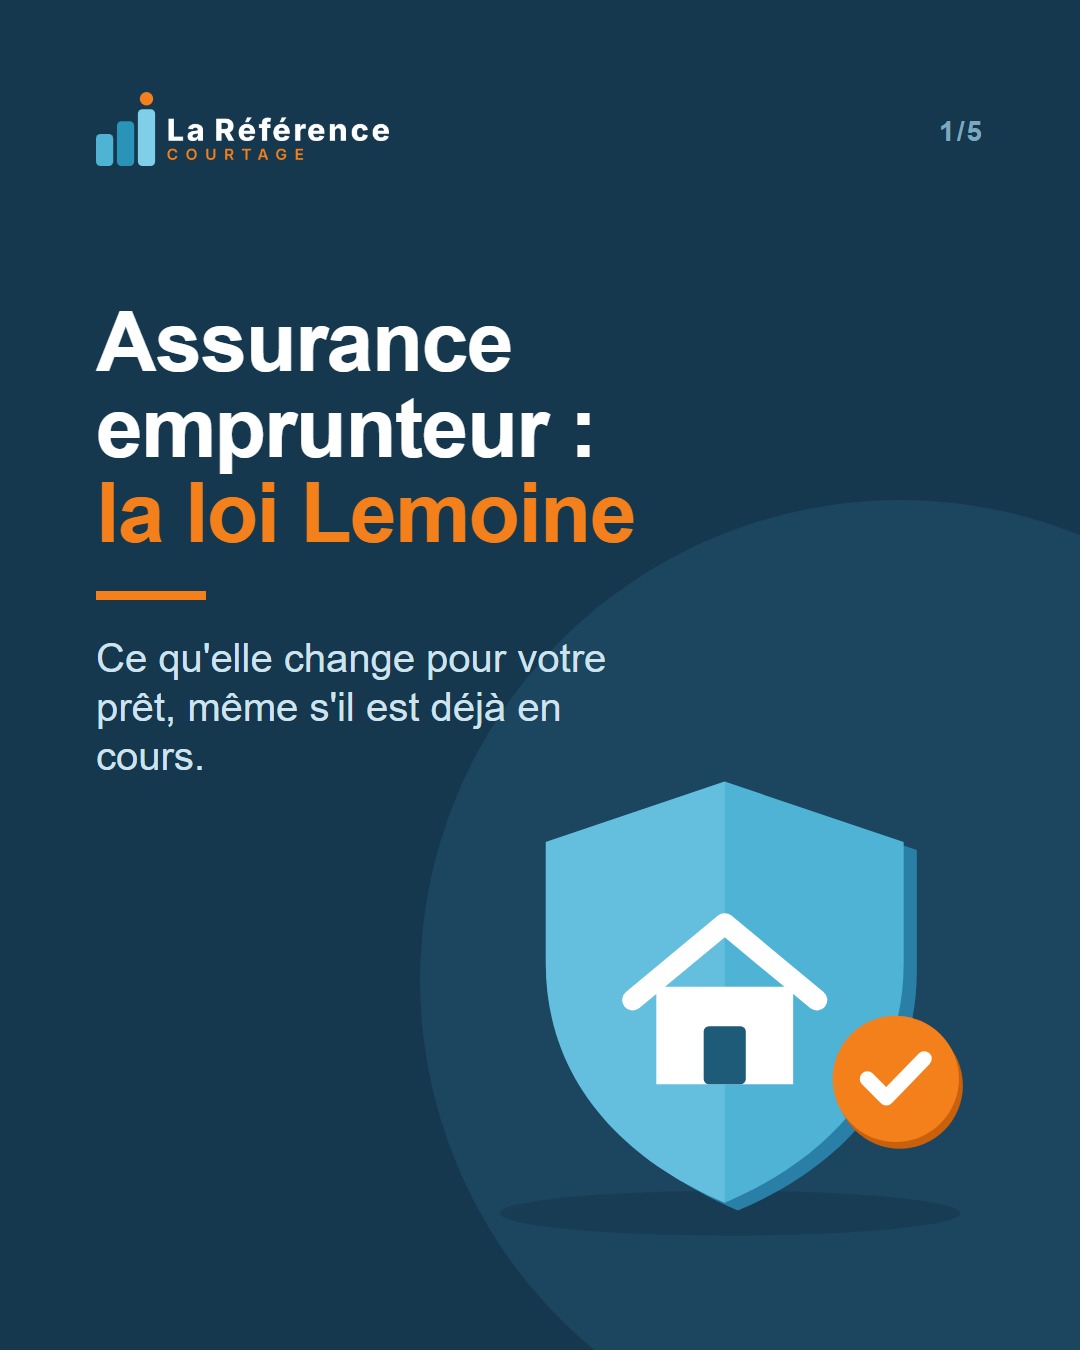 La Référence
COURTAGE
1/5
Assurance
emprunteur :
la loi Lemoine
Ce qu'elle change pour votre
prêt, même s'il est déjà en
cours.